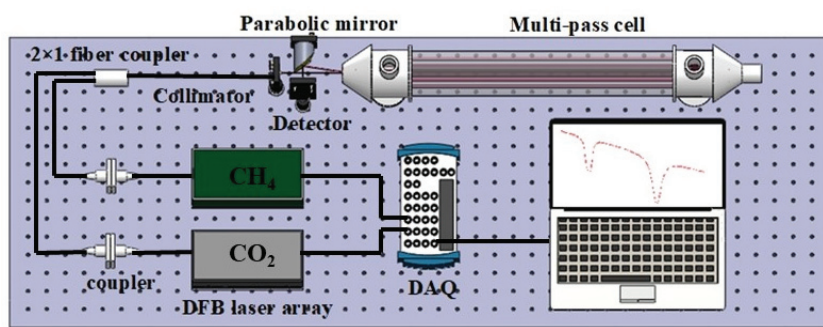 Parabolic mirror
Multi-pass cell
2×1 fiber coupler
Collimator
Detector
CH₄
CO₂
coupler
DFB laser array
DAQ